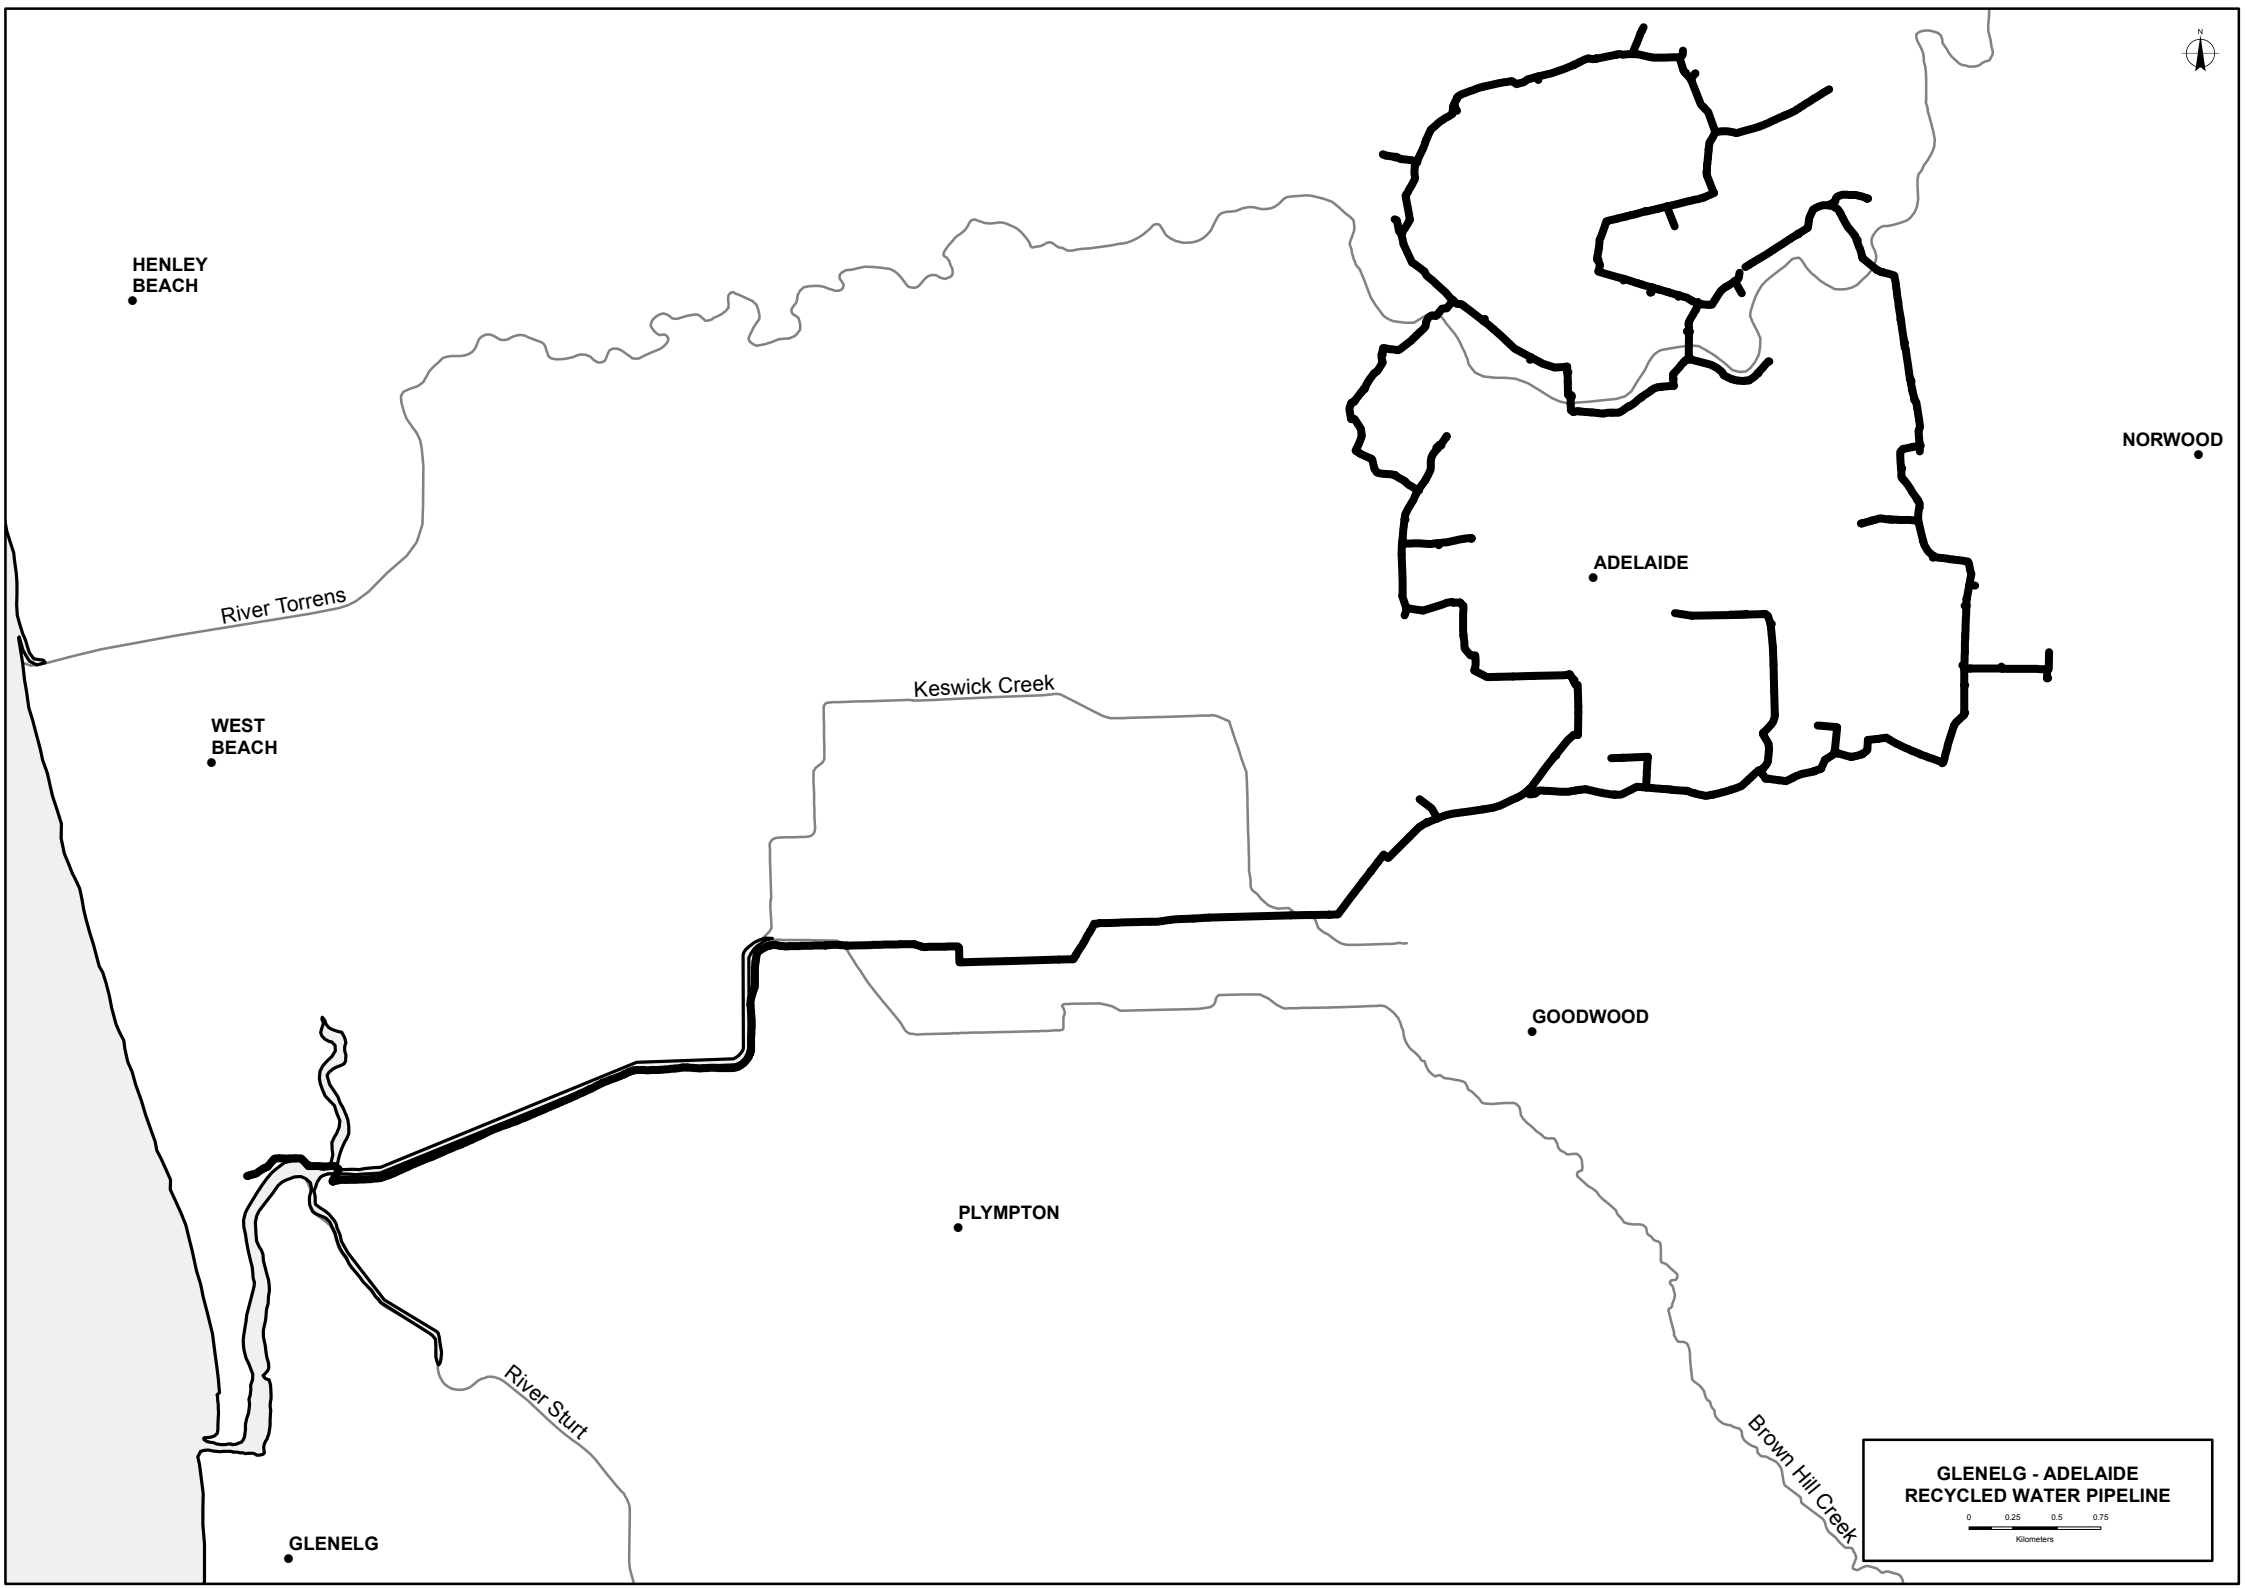 N
HENLEY
BEACH
NORWOOD
ADELAIDE
River Torrens
Keswick Creek
WEST
BEACH
GOODWOOD
PLYMPTON
River Sturt
Brown Hill Creek
GLENELG - ADELAIDE
RECYCLED WATER PIPELINE
0 0.25 0.5 0.75
Kilometers
GLENELG